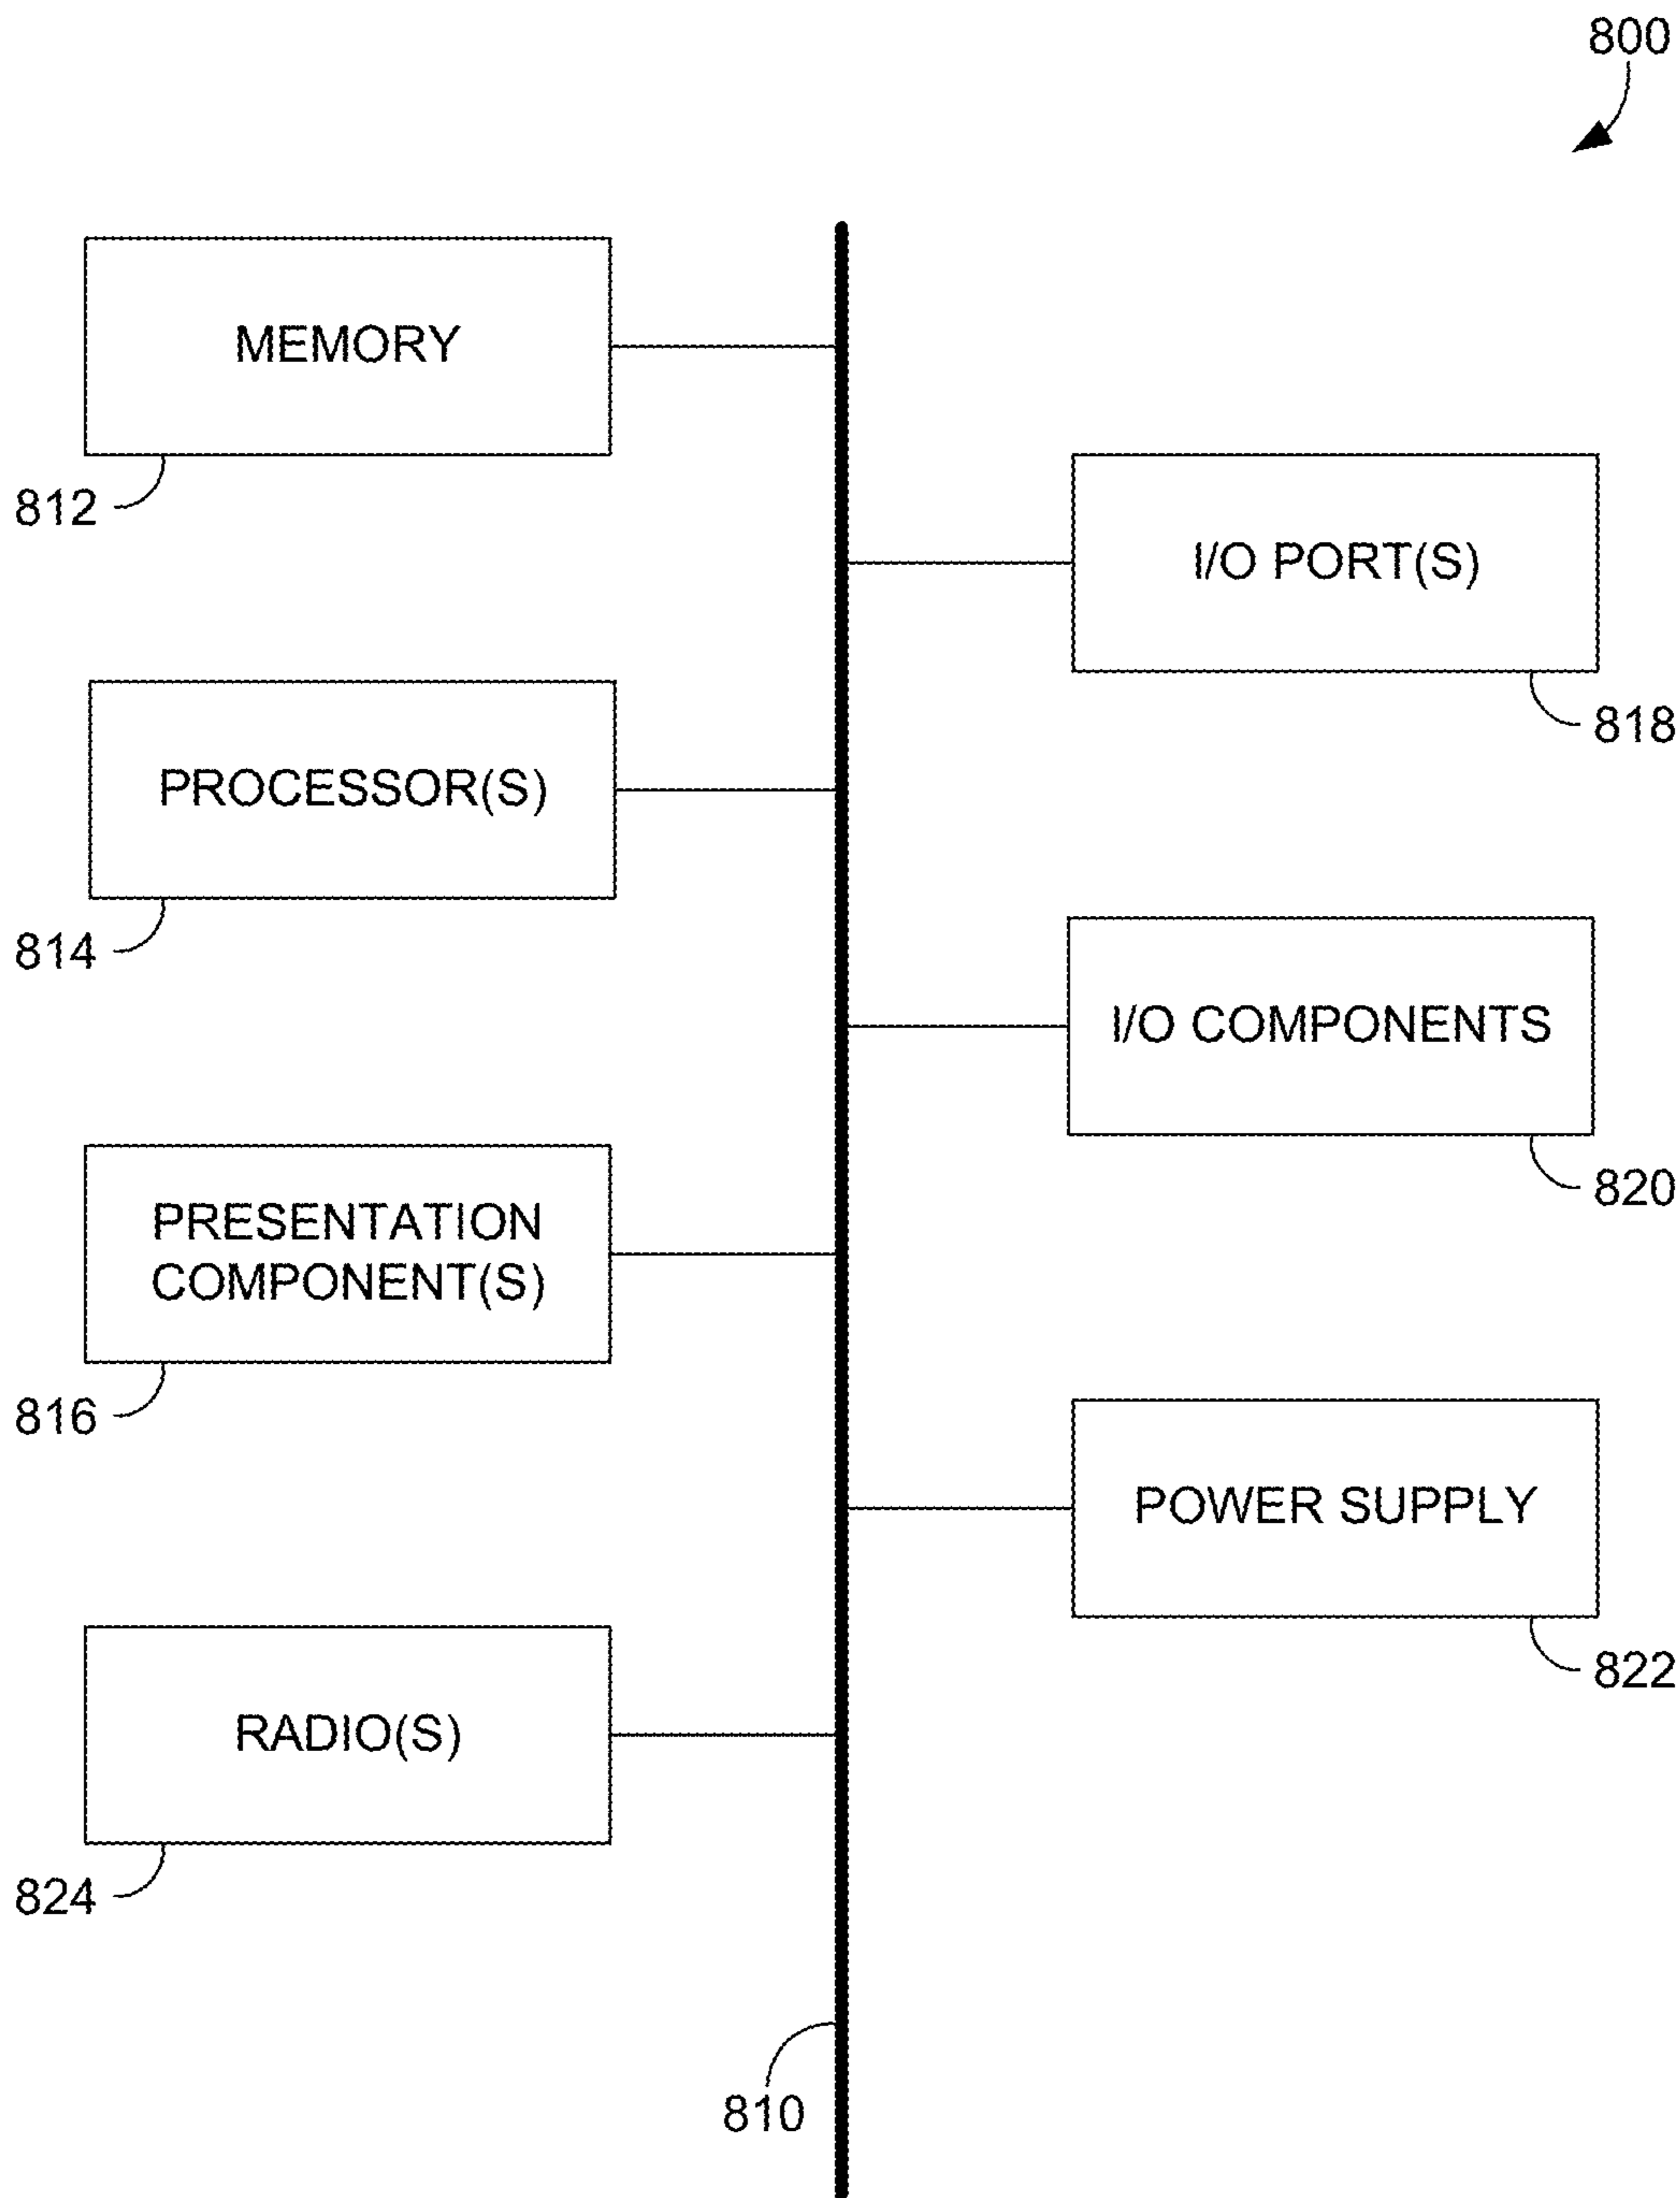 800
MEMORY
812
I/O PORT(S)
818
PROCESSOR(S)
814
I/O COMPONENTS
820
PRESENTATION
COMPONENT(S)
816
POWER SUPPLY
822
RADIO(S)
824
810